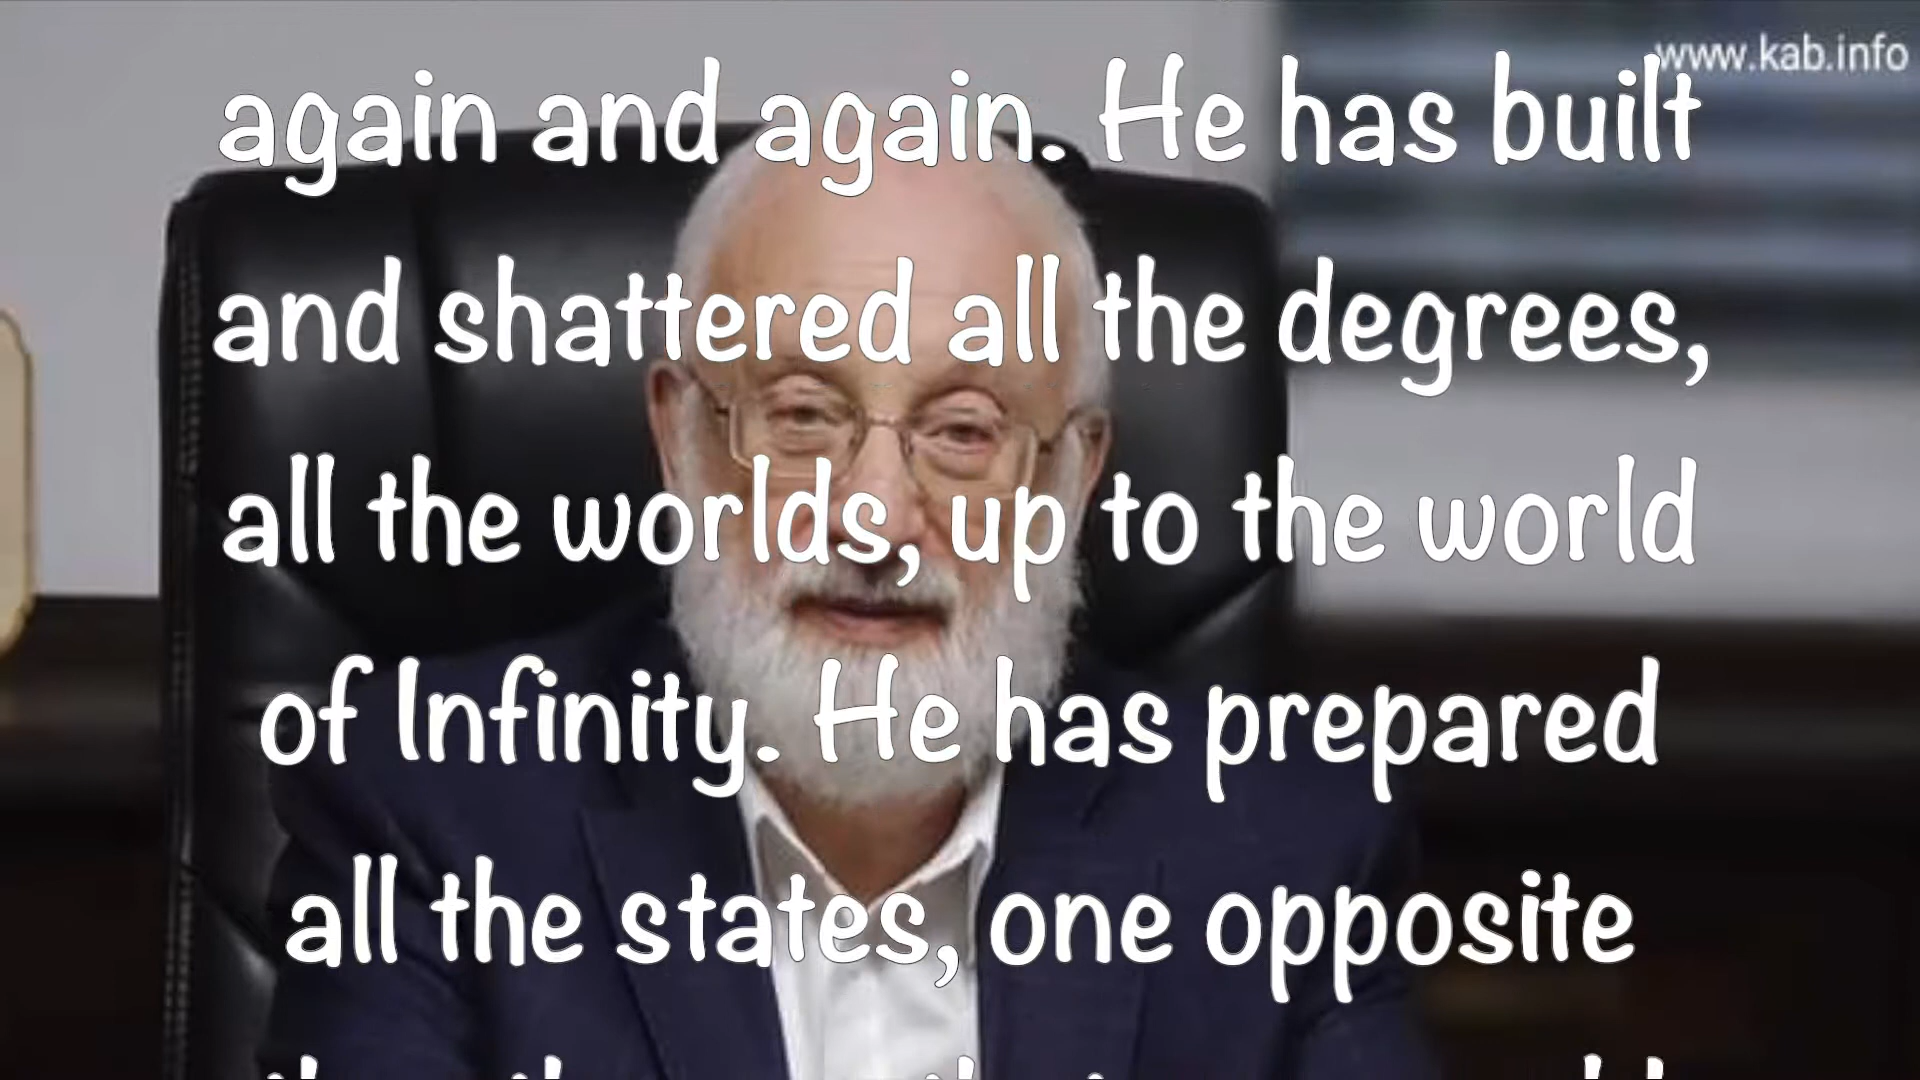 www.kab.info
again and again. He has built
and shattered all the degrees,
all the worlds, up to the world
of Infinity. He has prepared
all the states, one opposite